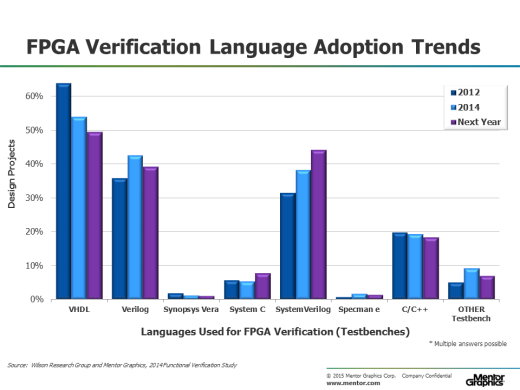 FPGA Verification Language Adoption Trends
2012
2014
Next Year
Design Projects
60%
50%
40%
30%
20%
10%
0%
VHDL Verilog Synopsys Vera System C SystemVerilog Specman e C/C++ OTHER
Testbench
Languages Used for FPGA Verification (Testbenches)
* Multiple answers possible
Source: Wilson Research Group and Mentor Graphics, 2014 Functional Verification Study
© 2015 Mentor Graphics Corp. Company Confidential
www.mentor.com
Mentor
Graphics